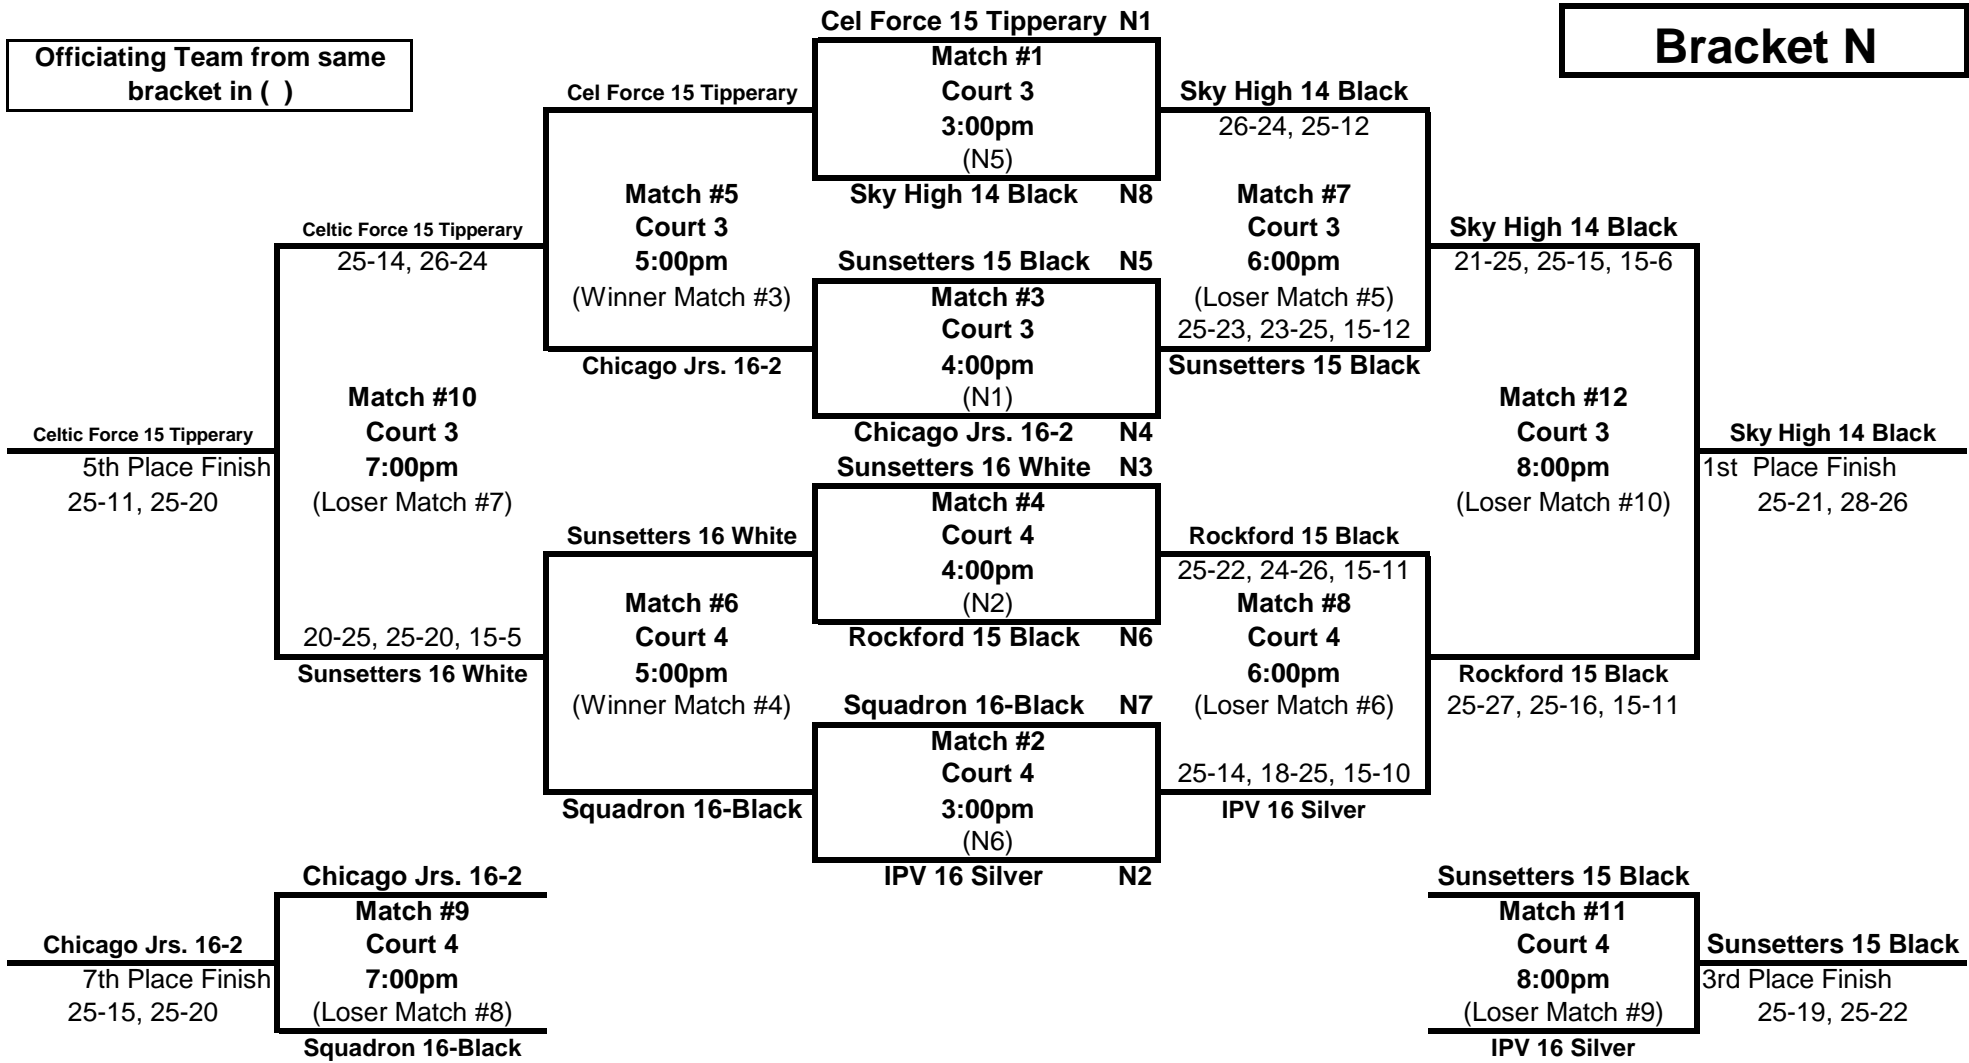 Cel Force 15 Tipperary N1
Officiating Team from same
bracket in (  )
Bracket N
Match #1
Court 3
3:00pm
(N5)
Cel Force 15 Tipperary
Sky High 14 Black
26-24, 25-12
Sky High 14 Black N8
Match #5
Court 3
5:00pm
(Winner Match #3)
Match #7
Court 3
6:00pm
(Loser Match #5)
25-23, 23-25, 15-12
Celtic Force 15 Tipperary
25-14, 26-24
Sky High 14 Black
21-25, 25-15, 15-6
Sunsetters 15 Black N5
Match #3
Court 3
4:00pm
(N1)
Chicago Jrs. 16-2
Sunsetters 15 Black
Chicago Jrs. 16-2 N4
Match #10
Court 3
7:00pm
(Loser Match #7)
Match #12
Court 3
8:00pm
(Loser Match #10)
Celtic Force 15 Tipperary
5th Place Finish
25-11, 25-20
Sky High 14 Black
1st  Place Finish
25-21, 28-26
Sunsetters 16 White N3
Match #4
Court 4
4:00pm
(N2)
Sunsetters 16 White
Rockford 15 Black
25-22, 24-26, 15-11
Rockford 15 Black N6
Match #6
Court 4
5:00pm
(Winner Match #4)
Match #8
Court 4
6:00pm
(Loser Match #6)
20-25, 25-20, 15-5
Sunsetters 16 White
Rockford 15 Black
25-27, 25-16, 15-11
Squadron 16-Black N7
Match #2
Court 4
3:00pm
(N6)
Squadron 16-Black
25-14, 18-25, 15-10
IPV 16 Silver
IPV 16 Silver N2
Chicago Jrs. 16-2
Match #9
Court 4
7:00pm
(Loser Match #8)
Squadron 16-Black
Chicago Jrs. 16-2
7th Place Finish
25-15, 25-20
Sunsetters 15 Black
Match #11
Court 4
8:00pm
(Loser Match #9)
IPV 16 Silver
Sunsetters 15 Black
3rd Place Finish
25-19, 25-22